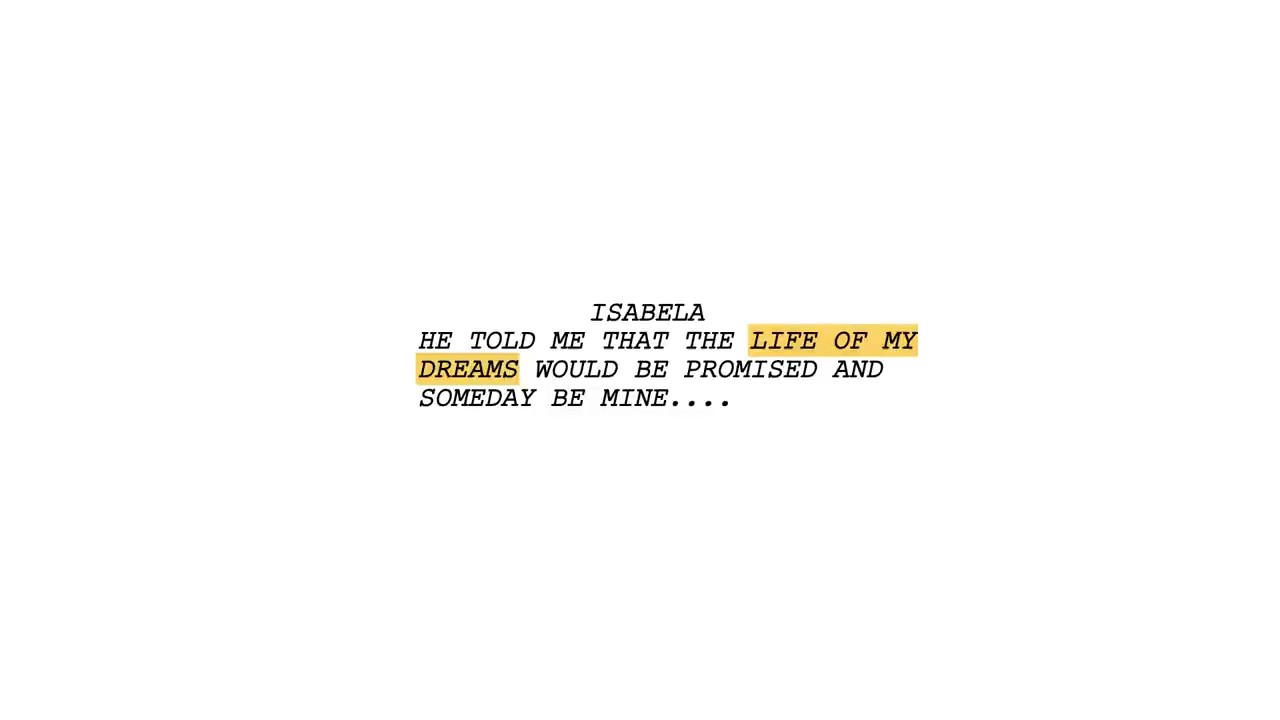 ISABELA
HE TOLD ME THAT THE LIFE OF MY
DREAMS WOULD BE PROMISED AND
SOMEDAY BE MINE....